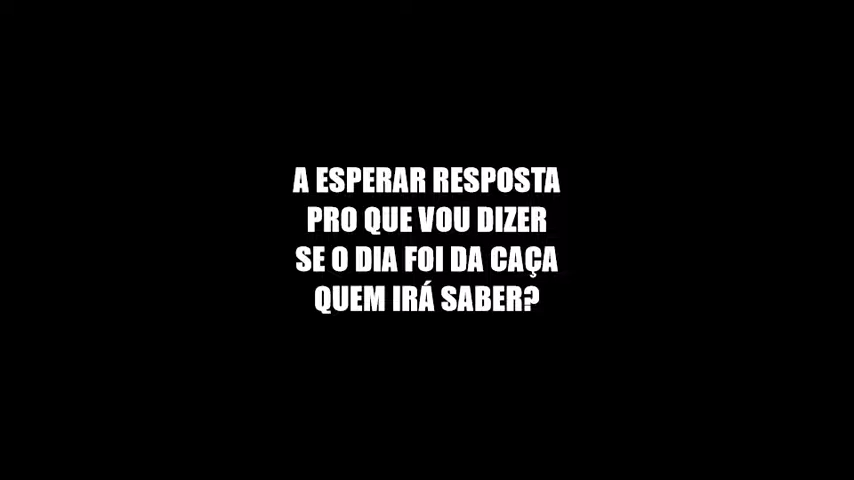 A ESPERAR RESPOSTA
PRO QUE VOU DIZER
SE O DIA FOI DA CAÇA
QUEM IRÁ SABER?